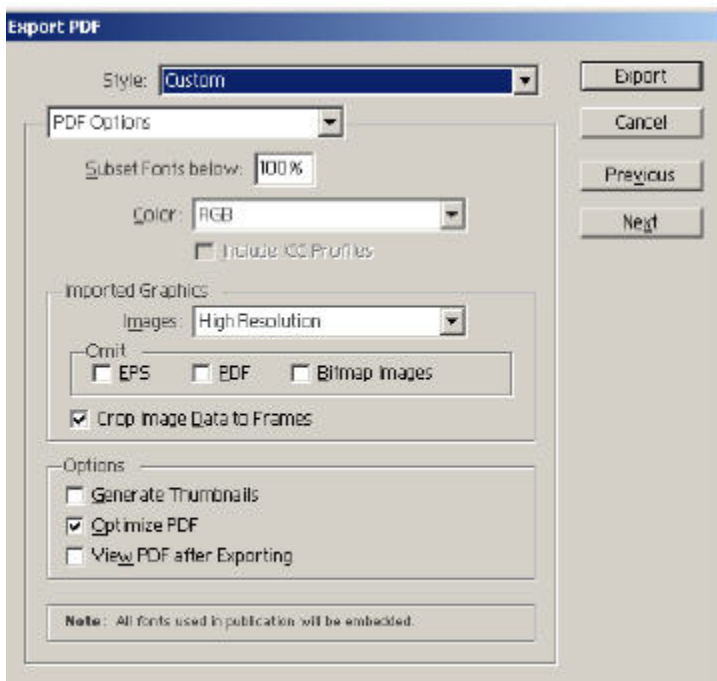 Export PDF
Style: Custom
Export
PDF Options
Cancel
Subset Fonts below: 100%
Previous
Color: RGB
Next
Include ICC Profiles
Imported Graphics
Images: High Resolution
Omit
EPS PDF Bitmap Images
Crop Image Data to Frames
Options
Generate Thumbnails
Optimize PDF
View PDF after Exporting
Note: All fonts used in publication will be embedded.